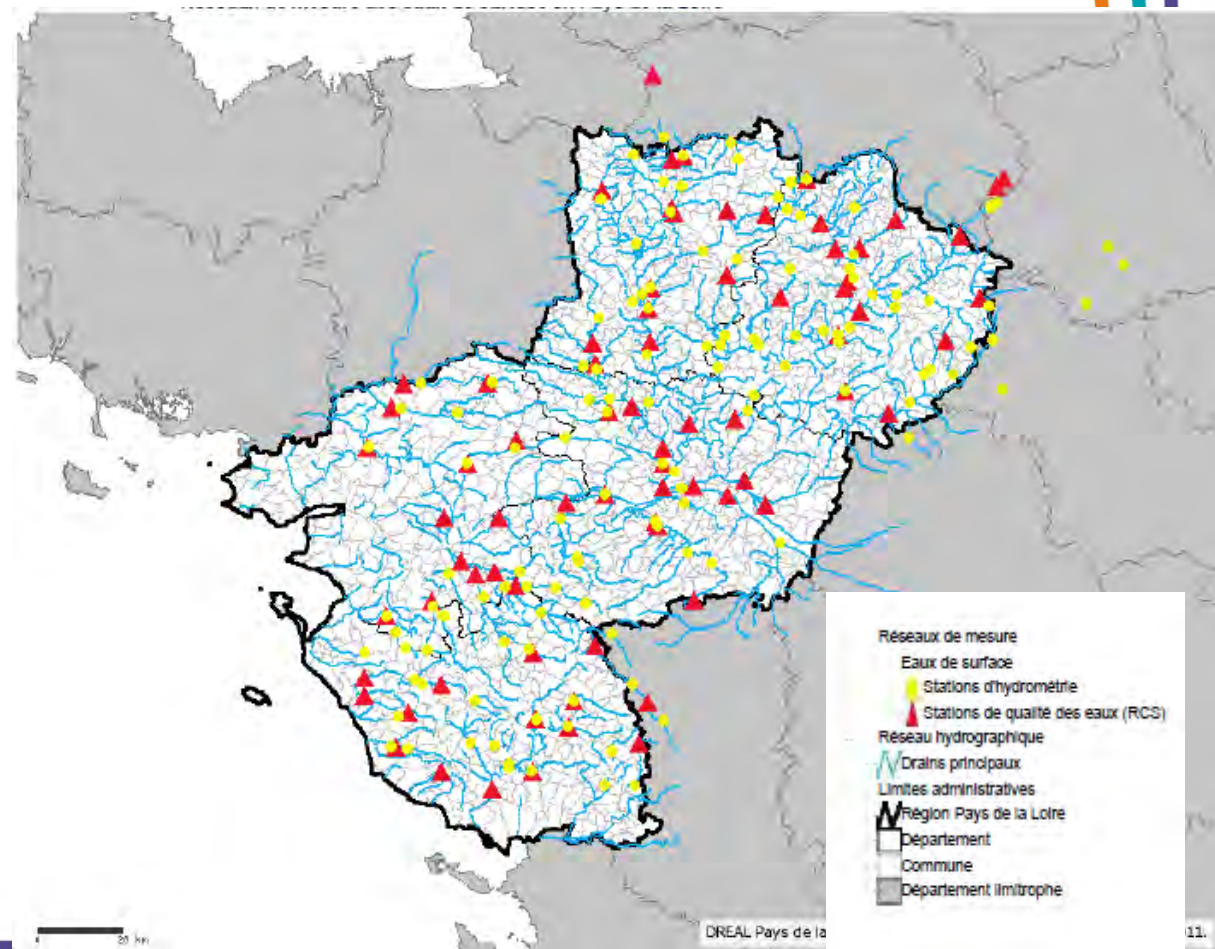 Réseaux de mesure
Eaux de surface
Stations d'hydrométrie
Stations de qualité des eaux (RCS)
Réseau hydrographique
Drains principaux
Limites administratives
Région Pays de la Loire
Département
Commune
Département limitrophe
20 km
DREAL Pays de la
11.